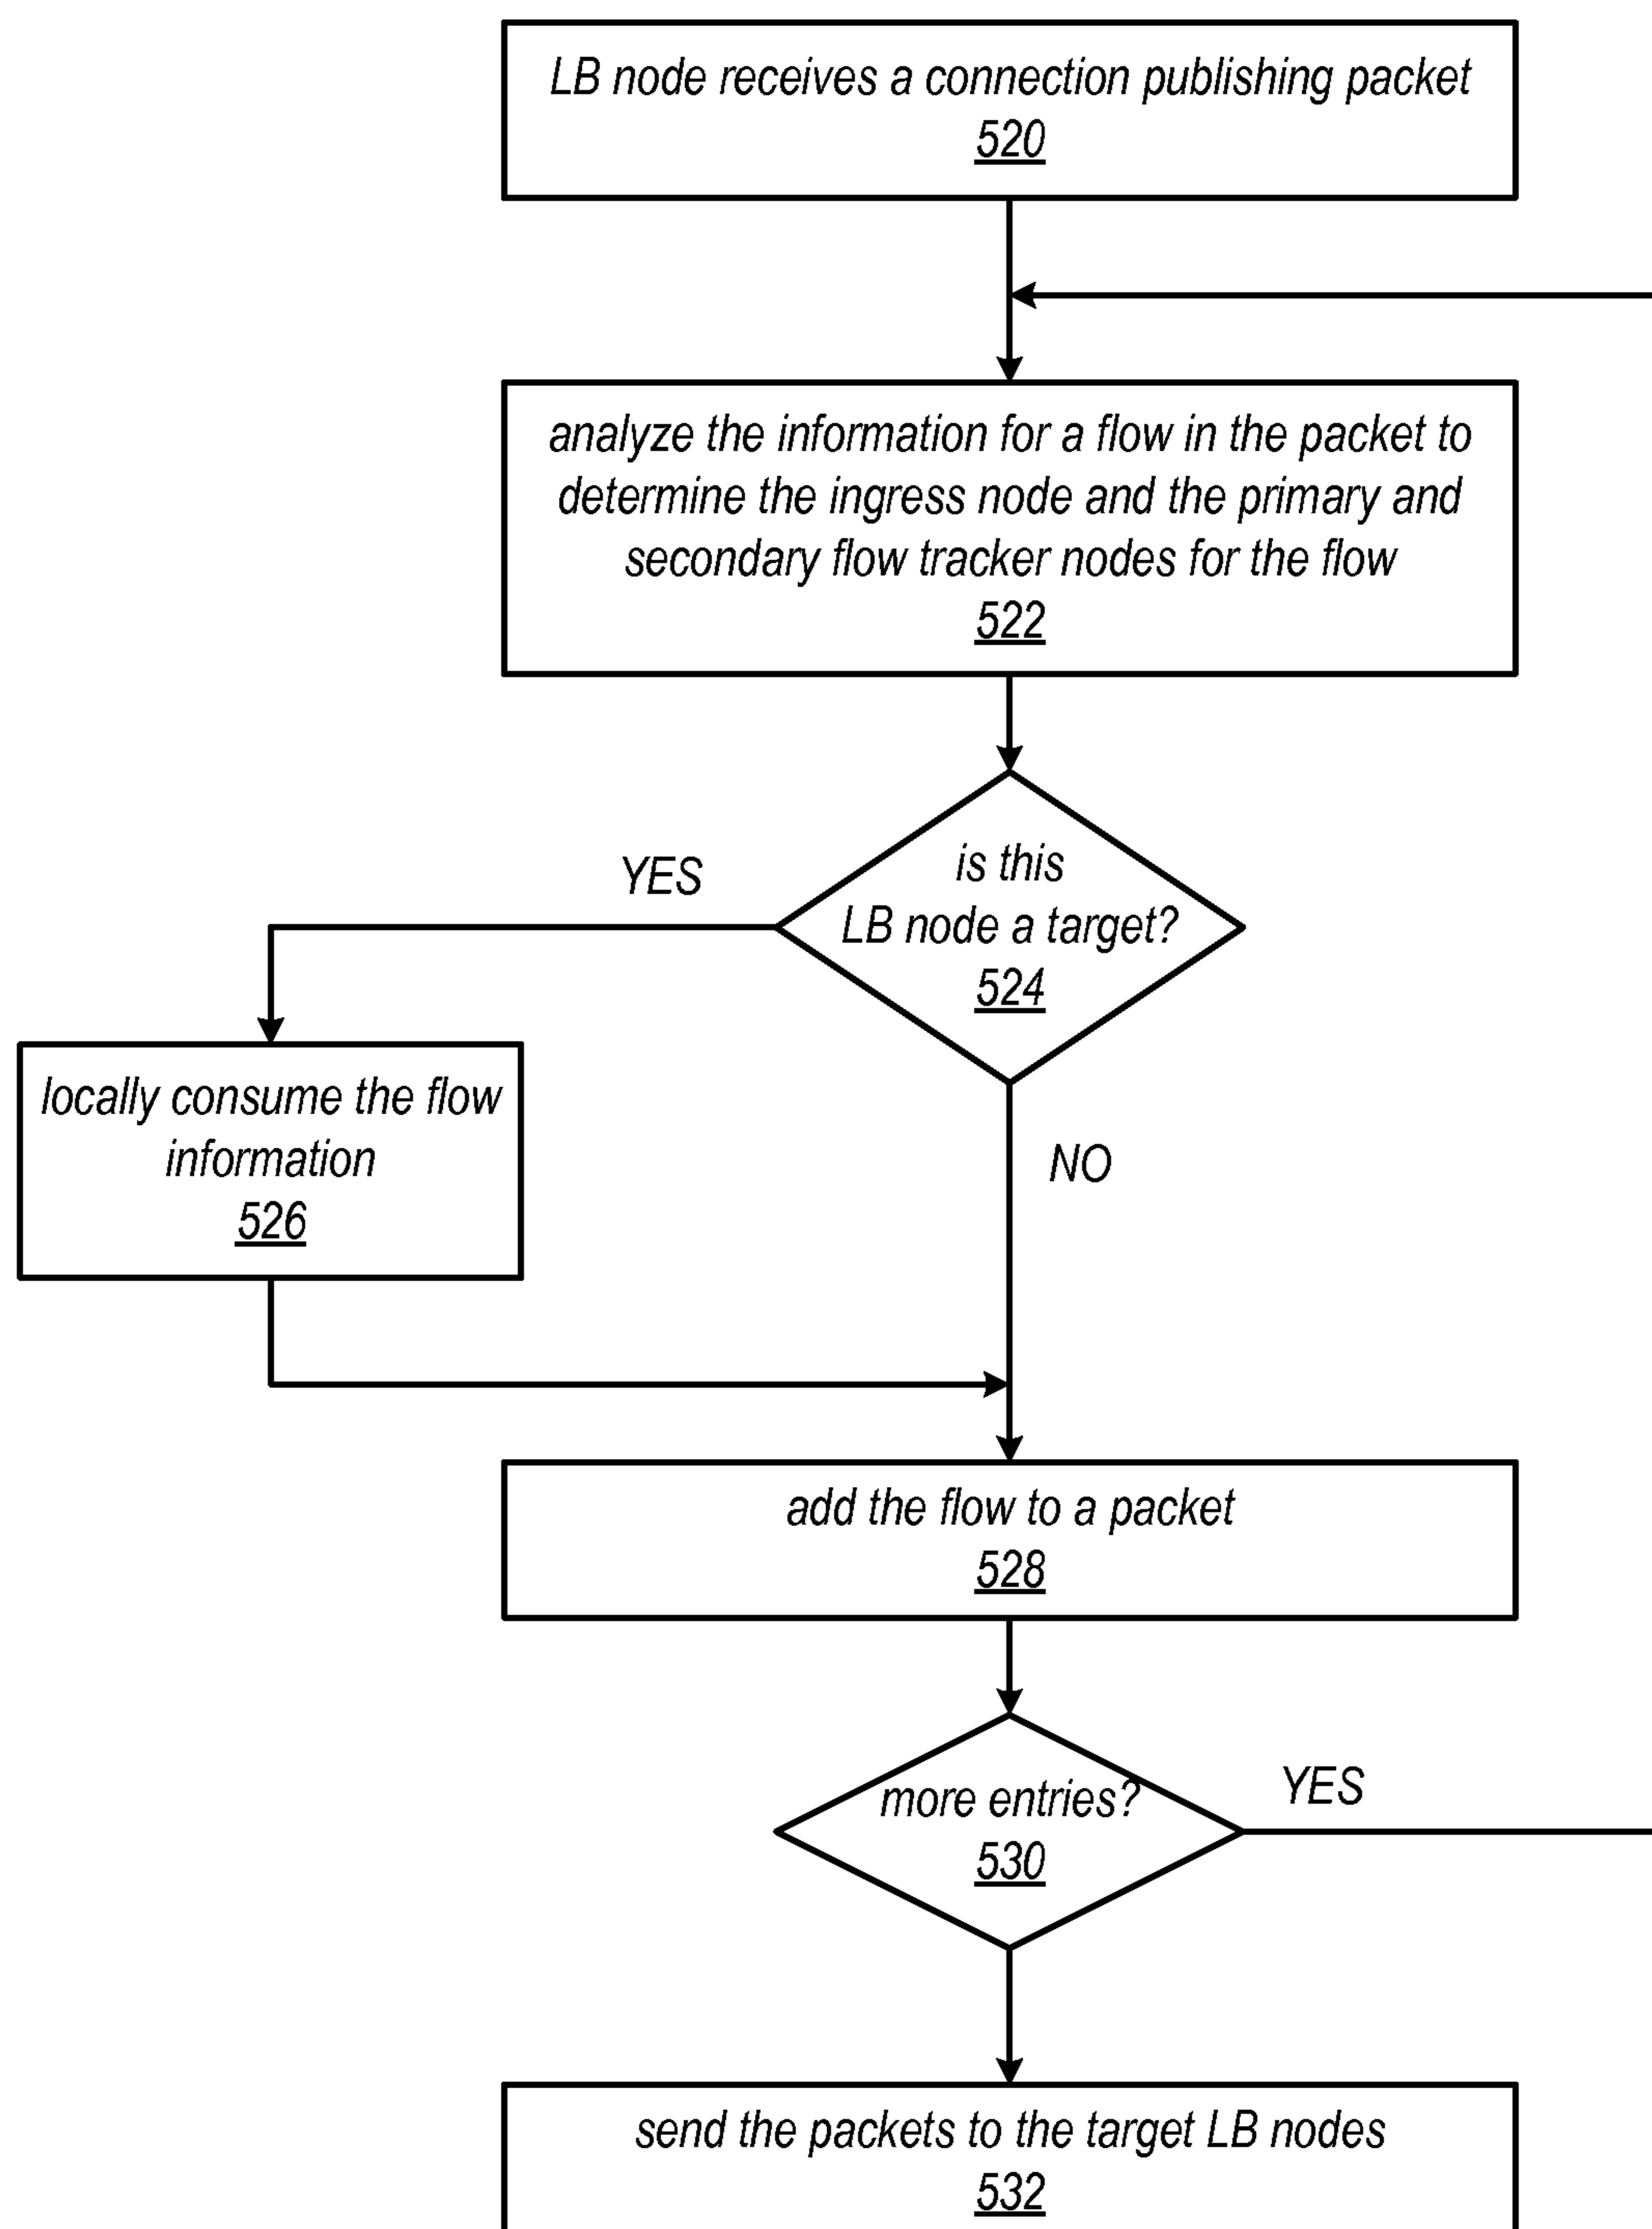 LB node receives a connection publishing packet
520
analyze the information for a flow in the packet to
determine the ingress node and the primary and
secondary flow tracker nodes for the flow
522
is this
LB node a target?
524
YES
locally consume the flow
information
526
NO
add the flow to a packet
528
more entries?
530
YES
send the packets to the target LB nodes
532